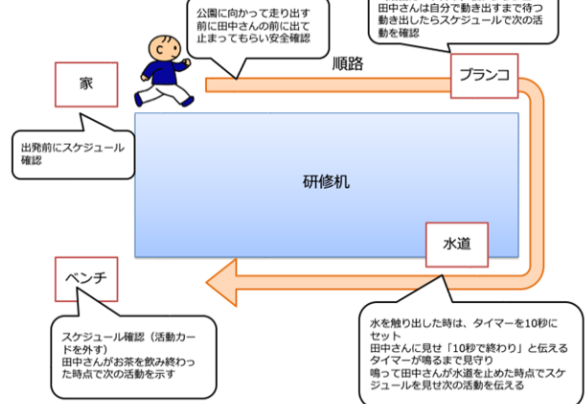 公園に向かって走り出す
前に田中さんの前に出て
止まってもらい安全確認
田中さんは自分で動き出すまで待つ
動き出したらスケジュールで次の活
動を確認
順路
家
ブランコ
出発前にスケジュール
確認
研修机
水道
ベンチ
スケジュール確認（活動カー
ドを外す）
田中さんがお茶を飲み終わっ
た時点で次の活動を示す
水を触り出した時は、タイマーを10秒に
セット
田中さんに見せ「10秒で終わり」と伝える
タイマーが鳴るまで見守り
鳴って田中さんが水道を止めた時点でスケ
ジュールを見せ次の活動を伝える